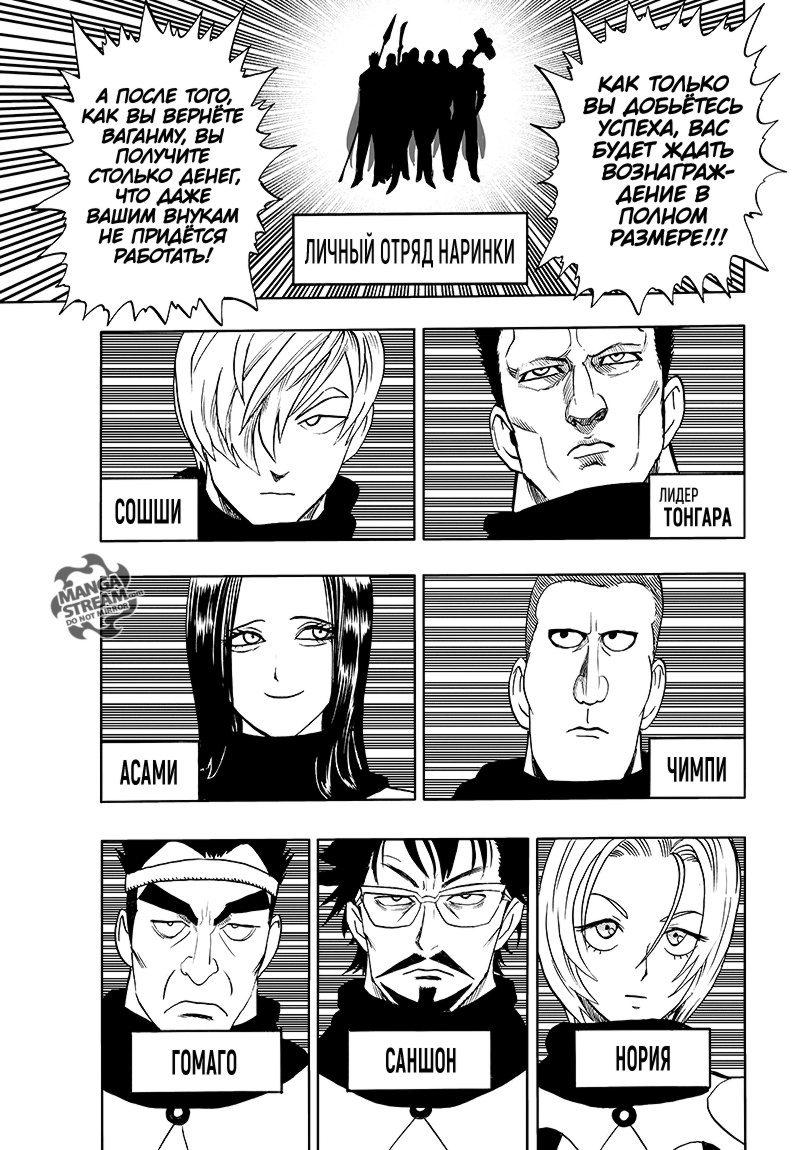 КАК ТОЛЬКО
ВЫ ДОБЬЁТЕСЬ
УСПЕХА, ВАС
БУДЕТ ЖДАТЬ
ВОЗНАГРАЖ-
ДЕНИЕ В
ПОЛНОМ
РАЗМЕРЕ!!!
А ПОСЛЕ ТОГО,
КАК ВЫ ВЕРНЁТЕ
ВАГАНМУ, ВЫ
ПОЛУЧИТЕ
СТОЛЬКО ДЕНЕГ,
ЧТО ДАЖЕ
ВАШИМ ВНУКАМ
НЕ ПРИДЁТСЯ
РАБОТАТЬ!
ЛИЧНЫЙ ОТРЯД НАРИНКИ
ЛИДЕР
ТОНГАРА
СОШШИ
ЧИМПИ
АСАМИ
MANGA
STREAM.COM
DO NOT MIRROR
НОРИЯ
САНШОН
ГОМАГО